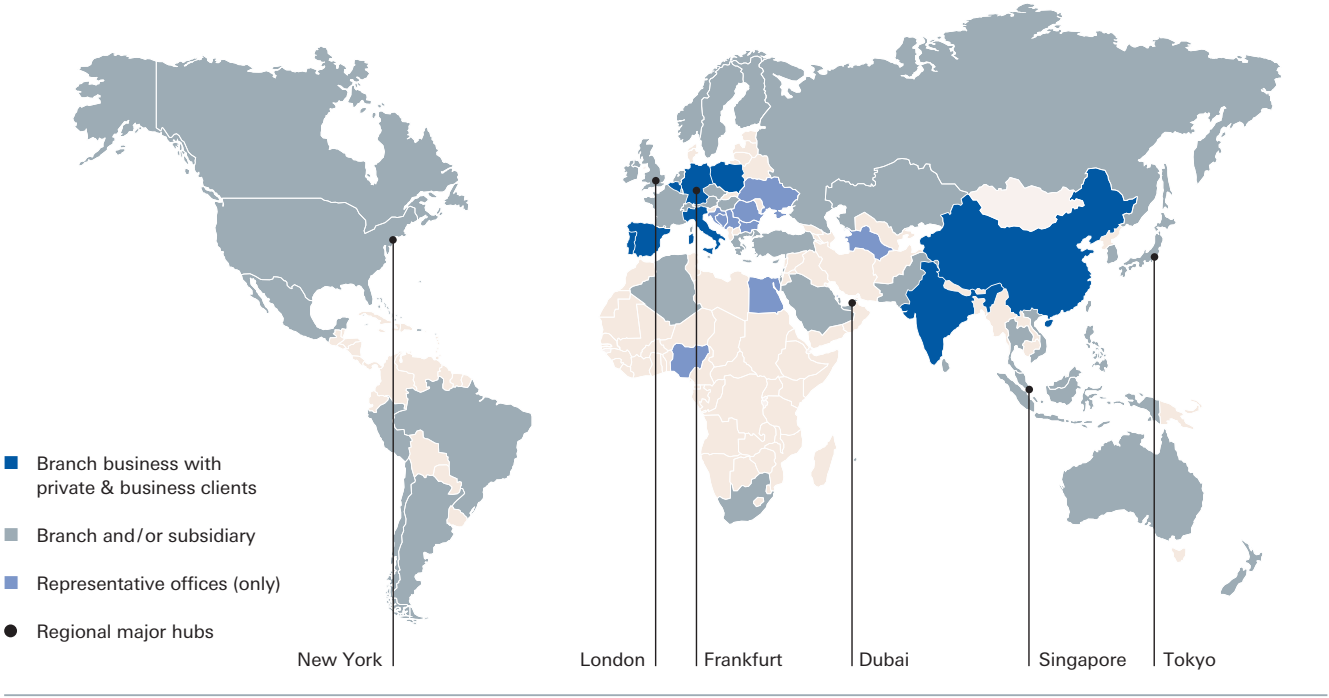 Branch business with
private & business clients
Branch and/or subsidiary
Representative offices (only)
Regional major hubs
New York
London
Frankfurt
Dubai
Singapore
Tokyo